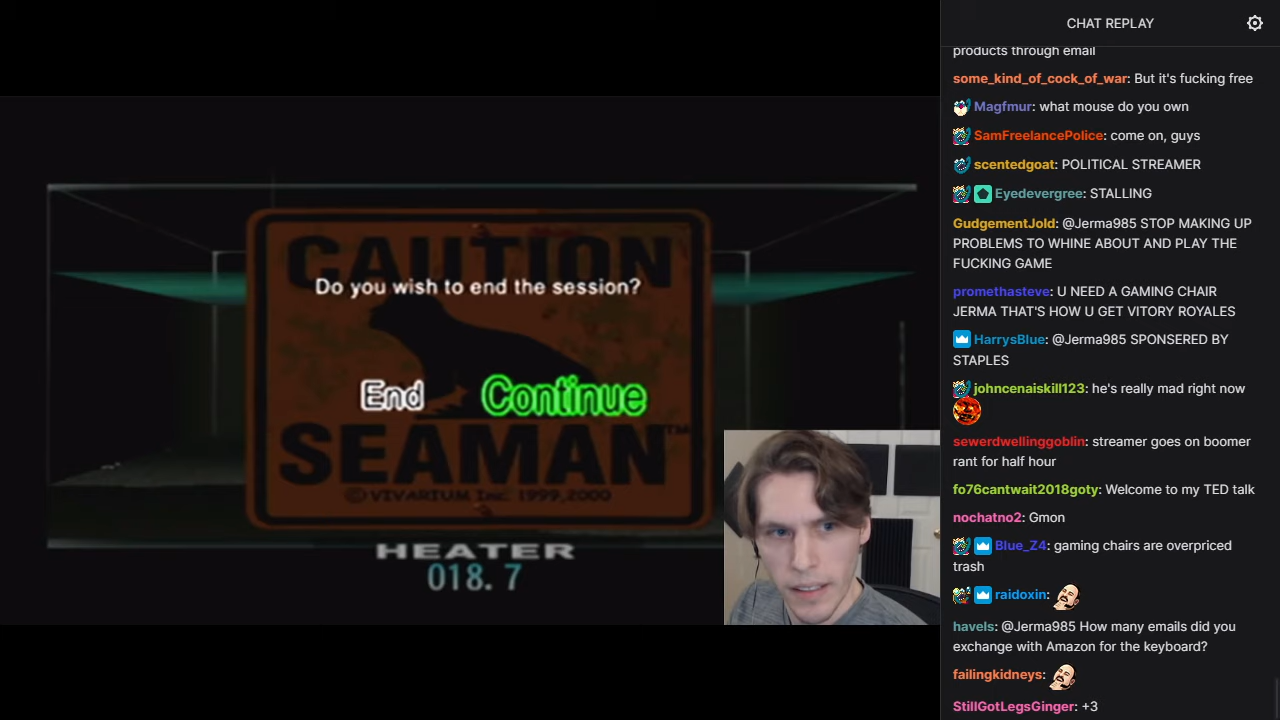 CAUTION
Do you wish to end the session?
End Continue
SEAMAN™
© VIVARIUM Inc. 1999,2000
HEATER
018. 7
CHAT REPLAY
products through email
some_kind_of_cock_of_war: But it's fucking free
Magfmur: what mouse do you own
SamFreelancePolice: come on, guys
scentedgoat: POLITICAL STREAMER
Eyedevergree: STALLING
GudgementJold: @Jerma985 STOP MAKING UP
PROBLEMS TO WHINE ABOUT AND PLAY THE
FUCKING GAME
promethasteve: U NEED A GAMING CHAIR
JERMA THAT'S HOW U GET VITORY ROYALES
HarrysBlue: @Jerma985 SPONSERED BY
STAPLES
johncenaiskill123: he's really mad right now
sewerdwellinggoblin: streamer goes on boomer
rant for half hour
fo76cantwait2018goty: Welcome to my TED talk
nochatno2: Gmon
Blue_Z4: gaming chairs are overpriced
trash
raidoxin:
havels: @Jerma985 How many emails did you
exchange with Amazon for the keyboard?
failingkidneys:
StillGotLegsGinger: +3